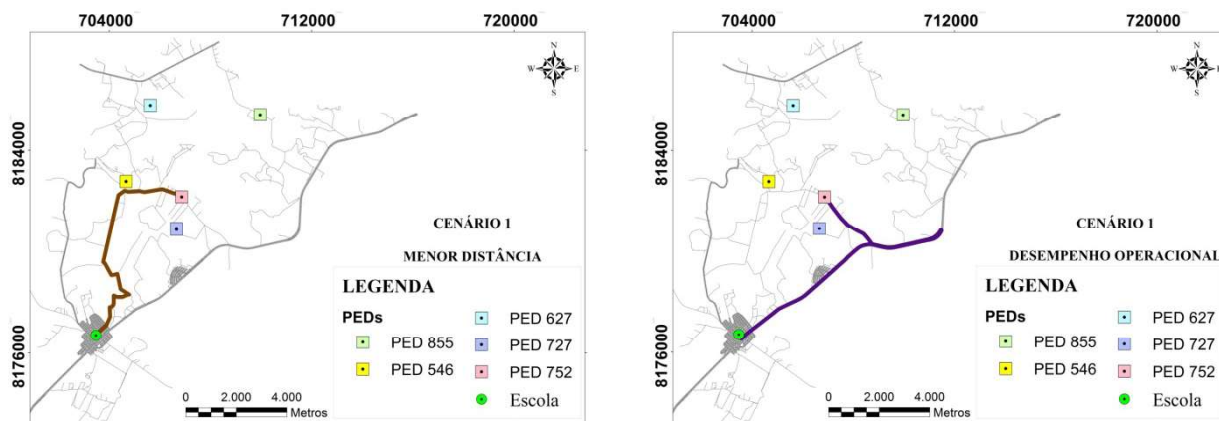 704000 712000 720000
N
W E
S
8184000
8176000
CENÁRIO 1
MENOR DISTÂNCIA
LEGENDA
PEDs
PED 855
PED 546
PED 627
PED 727
PED 752
Escola
0 2.000 4.000
Metros
704000 712000 720000
N
W E
S
8184000
8176000
CENÁRIO 1
DESEMPENHO OPERACIONAL
LEGENDA
PEDs
PED 855
PED 546
PED 627
PED 727
PED 752
Escola
0 2.000 4.000
Metros